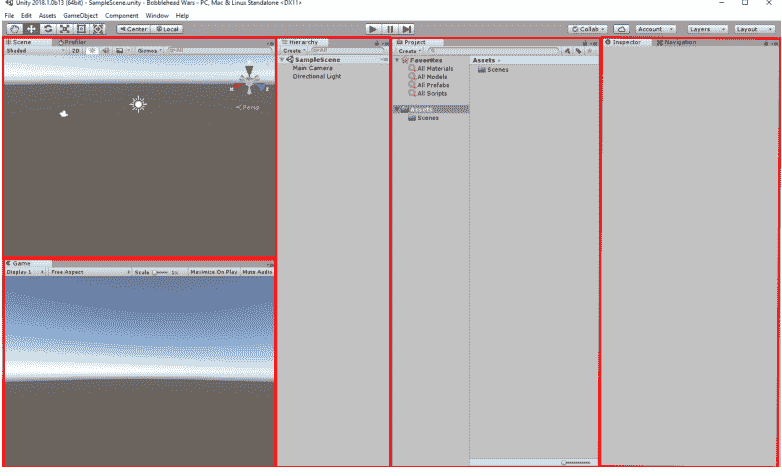 Unity 2018.1.0b13 (64bit) - SampleScene.unity - Bobblehead Wars - PC, Mac & Linux Standalone <DX11>
File Edit Assets GameObject Component Window Help
Center Local Collab Account Layers Layout
Scene Profiler
Shaded 2D Gizmos All
Persp
Game
Display 1 Free Aspect Scale 1x Maximize On Play Mute Audio
Hierarchy
Create All
SampleScene
Main Camera
Directional Light
Project
Create
Favorites
All Materials
All Models
All Prefabs
All Scripts
Assets
Scenes
Assets
Scenes
Inspector Navigation